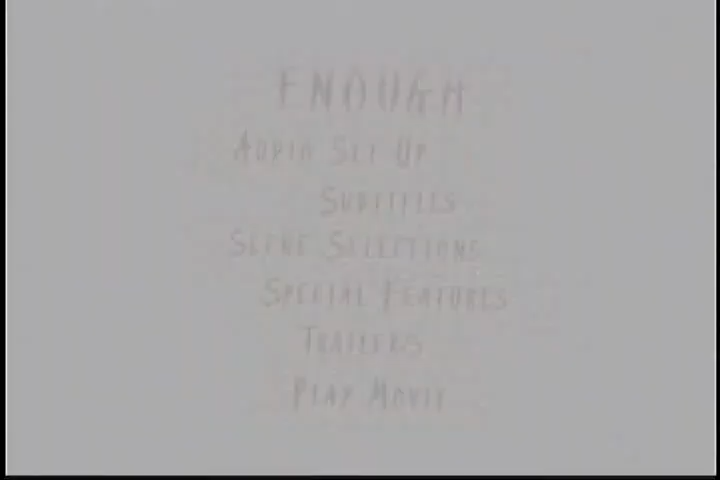 ENOUGH
AUDIO SET UP
SUBTITLES
SCENE SELECTIONS
SPECIAL FEATURES
TRAILERS
PLAY MOVIE